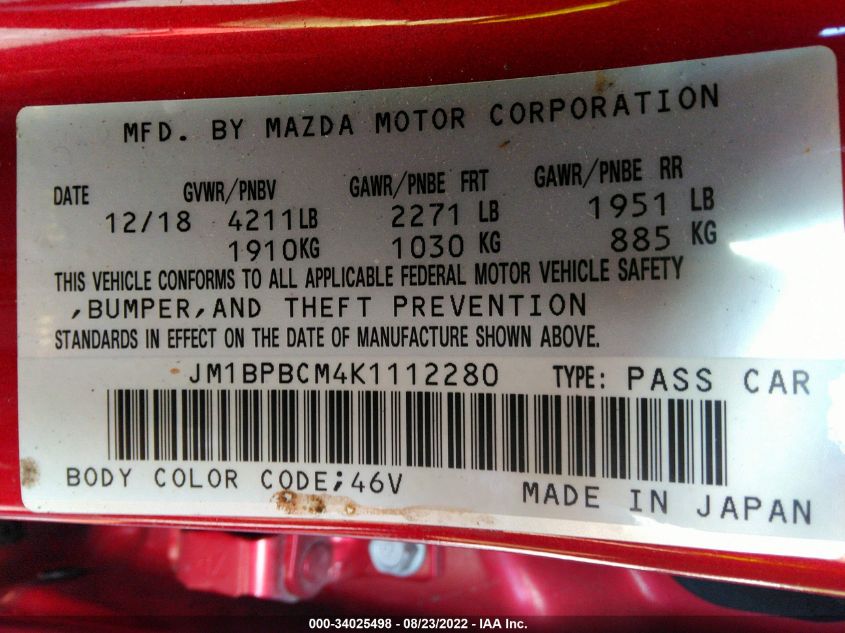 MFD. BY MAZDA MOTOR CORPORATION
DATE GVWR/PNBV GAWR/PNBE FRT GAWR/PNBE RR
12/18 4211LB 2271 LB 1951 LB
1910KG 1030 KG 885 KG
THIS VEHICLE CONFORMS TO ALL APPLICABLE FEDERAL MOTOR VEHICLE SAFETY
,BUMPER,AND THEFT PREVENTION
STANDARDS IN EFFECT ON THE DATE OF MANUFACTURE SHOWN ABOVE.
JM1BPBCM4K1112280 TYPE: PASS CAR
BODY COLOR CODE;46V MADE IN JAPAN
000-34025498 - 08/23/2022 - IAA Inc.